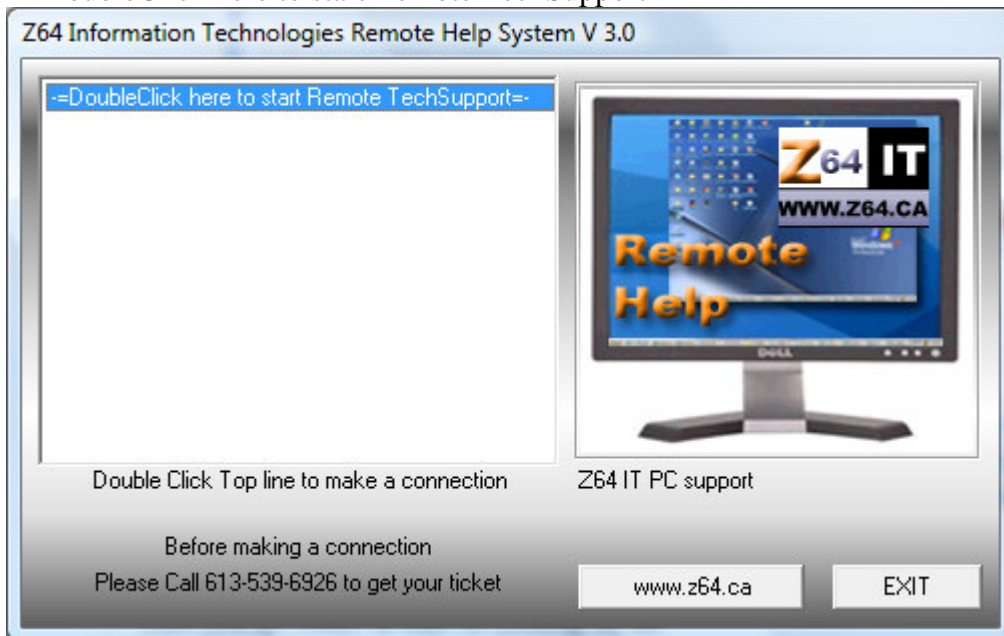 Z64 Information Technologies Remote Help System V 3.0
-=DoubleClick here to start Remote TechSupport=-
Z64 IT
WWW.Z64.CA
Remote
Help
DELL
Double Click Top line to make a connection
Z64 IT PC support
Before making a connection
Please Call 613-539-6926 to get your ticket
www.z64.ca
EXIT